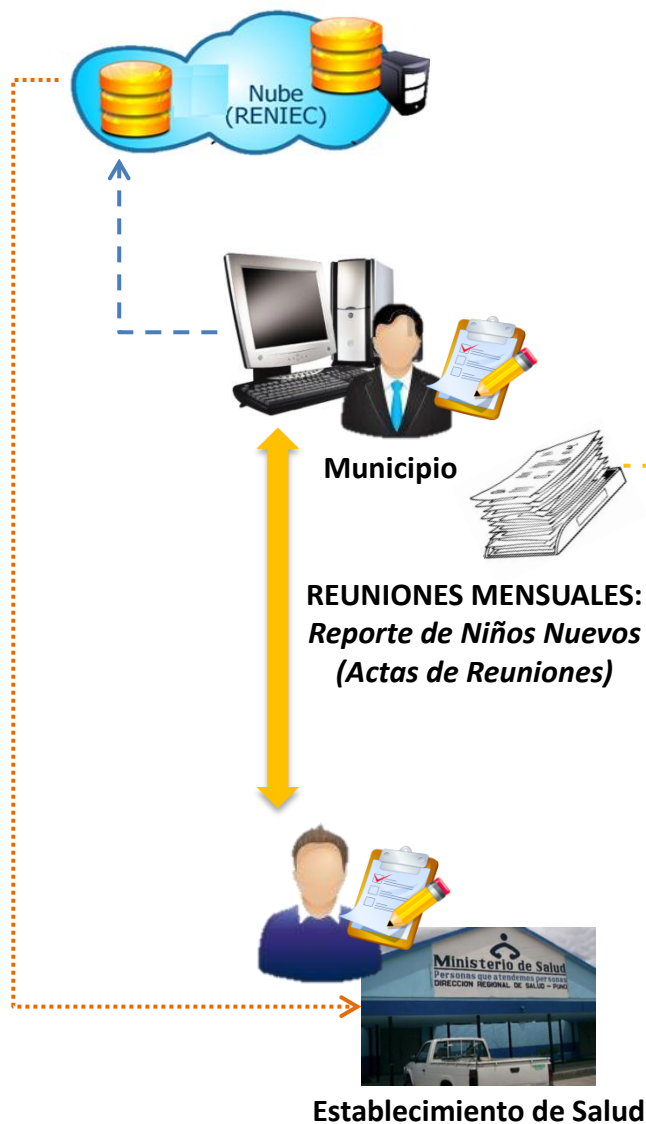 Nube
(RENIEC)
Municipio
REUNIONES MENSUALES:
Reporte de Niños Nuevos
(Actas de Reuniones)
Ministerio de Salud
Personas que atendemos personas
DIRECCION REGIONAL DE SALUD - PUNO
Establecimiento de Salud